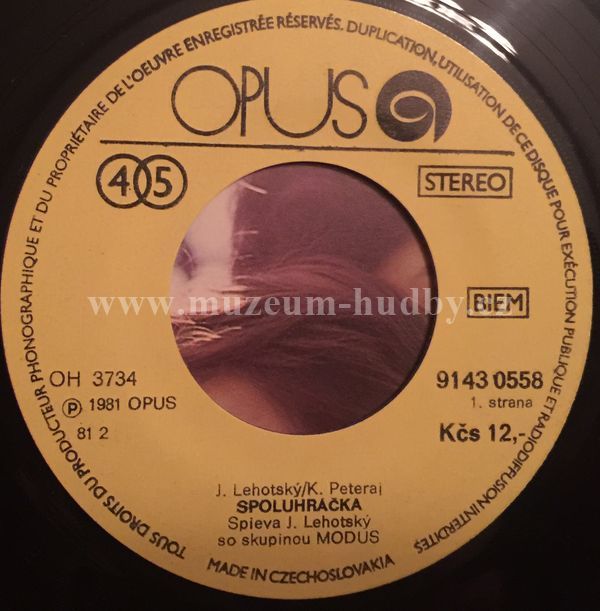 TOUS DROITS DU PRODUCTEUR PHONOGRAPHIQUE ET DU PROPRIÉTAIRE DE L'OEUVRE ENREGISTRÉE RÉSERVÉS. DUPLICATION, UTILISATION DE CE DISQUE POUR EXÉCUTION PUBLIQUE ET RADIODIFFUSION INTERDITES
OPUS
45
STEREO
www.muzeum-hudby.cz
BIEM
OH 3734
℗ 1981 OPUS
81 2
9143 0558
1. strana
Kčs 12,-
J. Lehotský/K. Peteraj
SPOLUHRÁČKA
Spieva J. Lehotský
so skupinou MODUS
MADE IN CZECHOSLOVAKIA